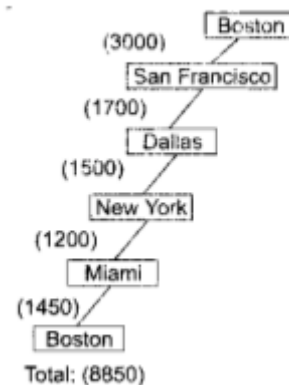 Boston
(3000)
San Francisco
(1700)
Dallas
(1500)
New York
(1200)
Miami
(1450)
Boston
Total: (8850)